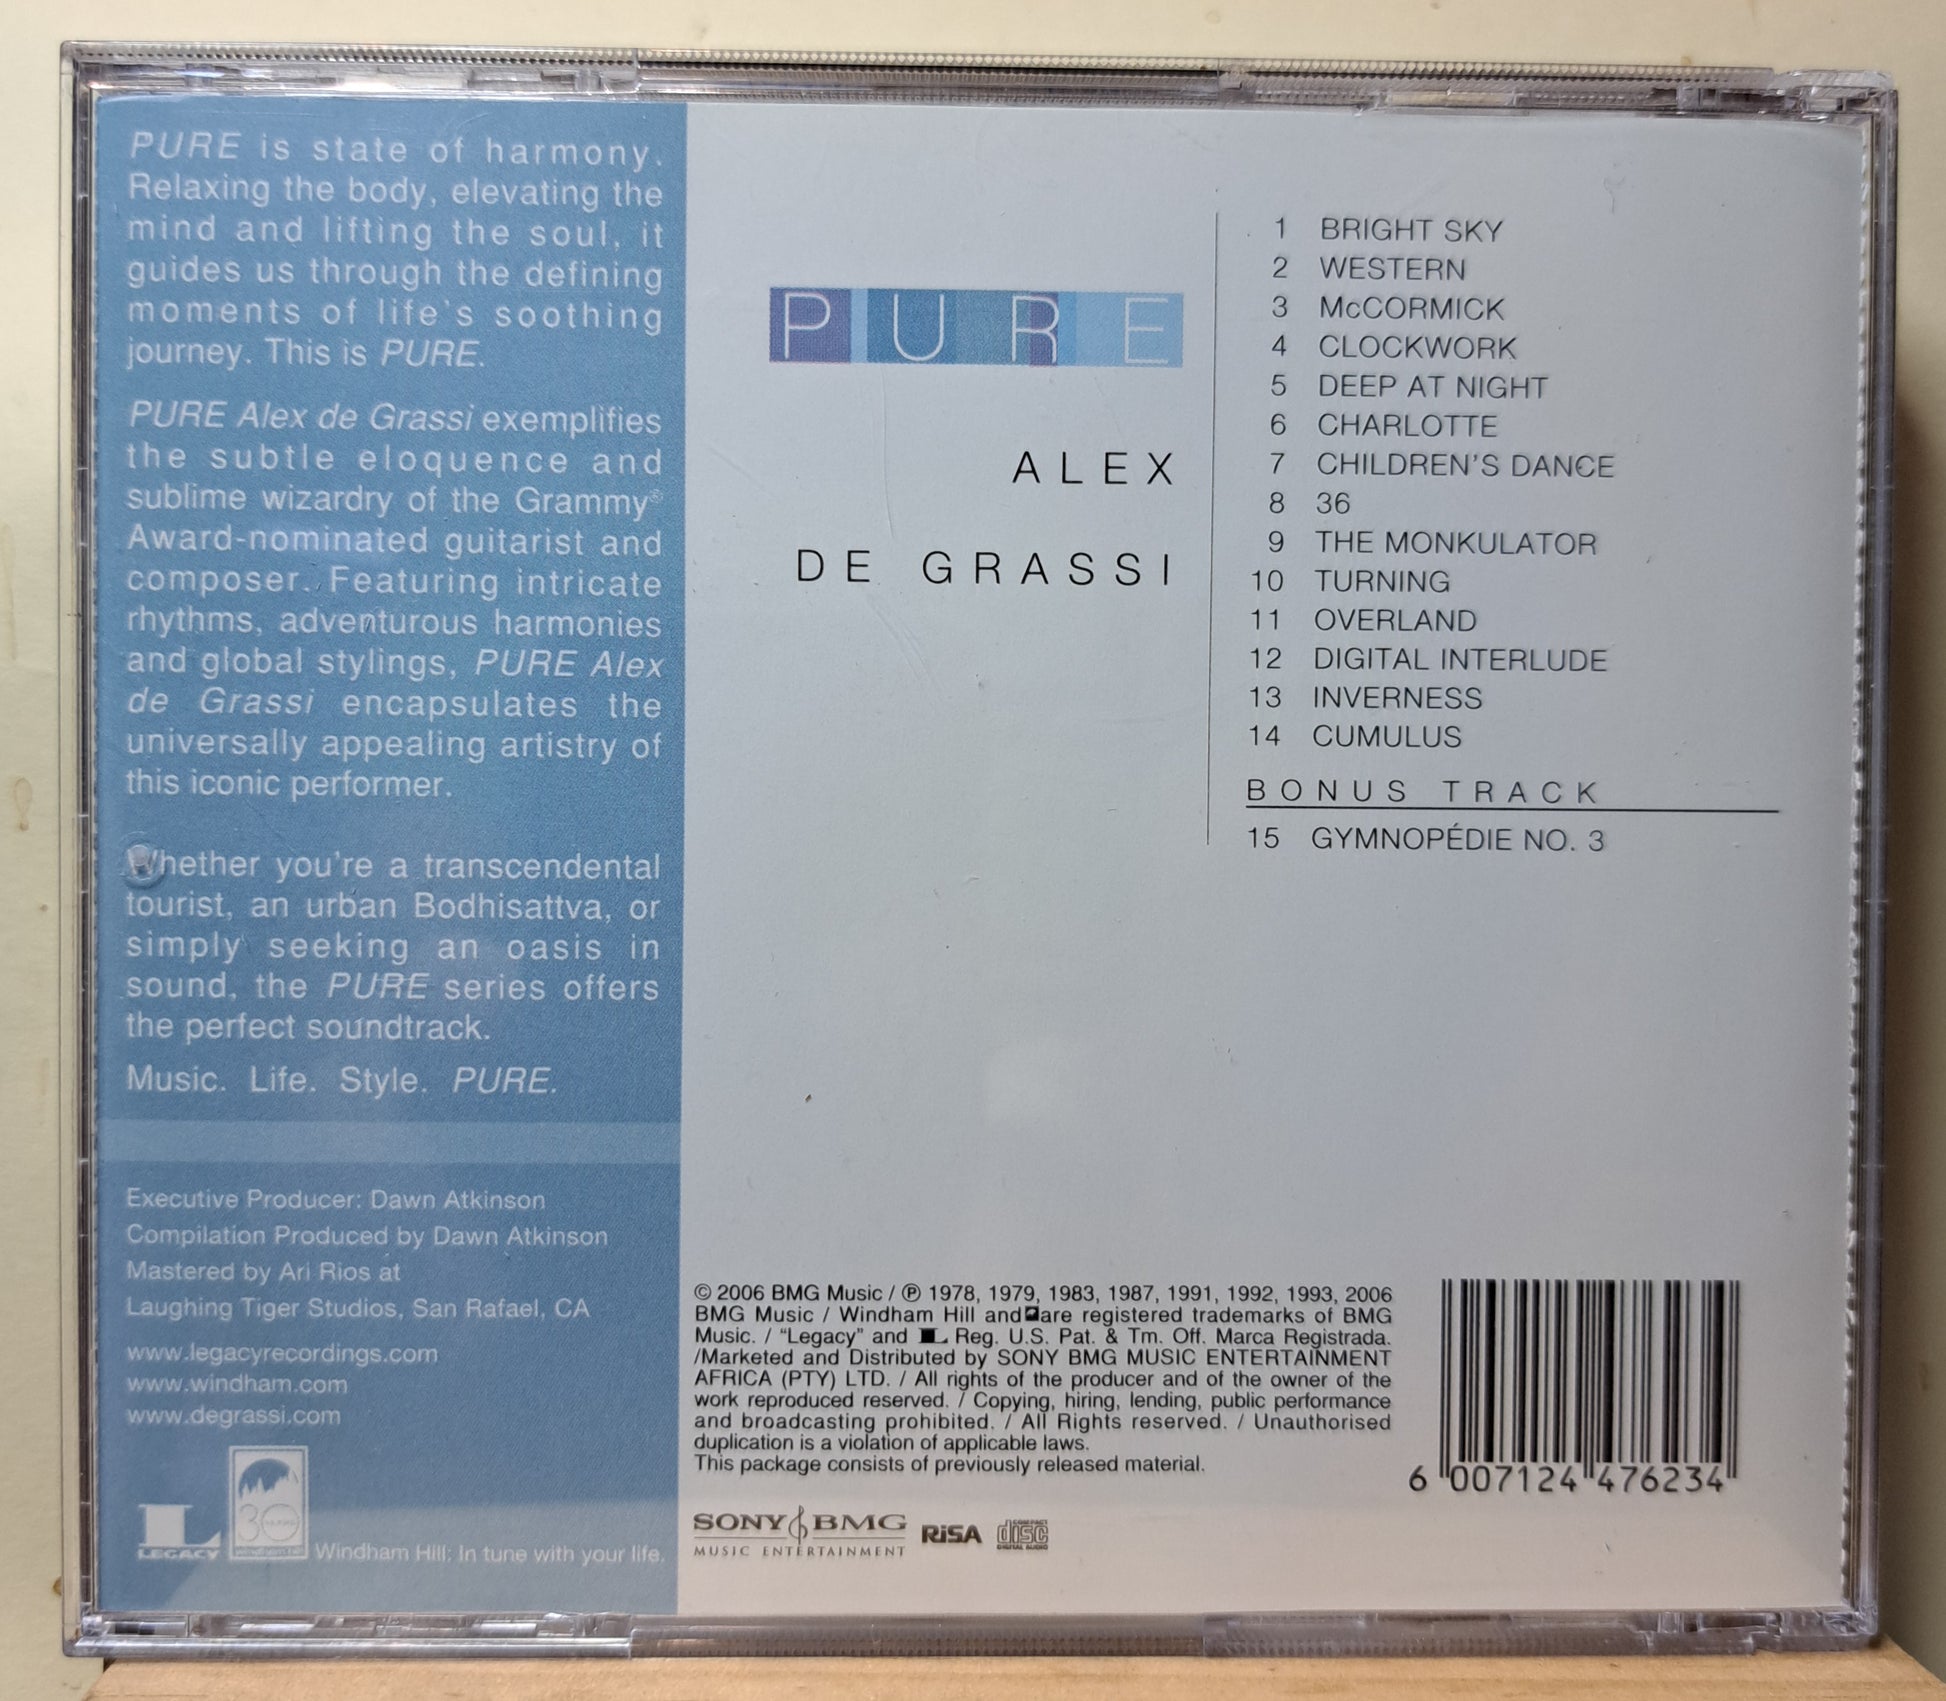 PURE is state of harmony.
Relaxing the body, elevating the
mind and lifting the soul, it
guides us through the defining
moments of life's soothing
journey. This is PURE.
PURE Alex de Grassi exemplifies
the subtle eloquence and
sublime wizardry of the Grammy®
Award-nominated guitarist and
composer. Featuring intricate
rhythms, adventurous harmonies
and global stylings, PURE Alex
de Grassi encapsulates the
universally appealing artistry of
this iconic performer.
Whether you're a transcendental
tourist, an urban Bodhisattva, or
simply seeking an oasis in
sound, the PURE series offers
the perfect soundtrack.
Music. Life. Style. PURE.
Executive Producer: Dawn Atkinson
Compilation Produced by Dawn Atkinson
Mastered by Ari Rios at
Laughing Tiger Studios, San Rafael, CA
www.legacyrecordings.com
www.windham.com
www.degrassi.com
LEGACY
30 YEARS
windham hill
Windham Hill: In tune with your life.
PURE
ALEX
DE GRASSI
1 BRIGHT SKY
2 WESTERN
3 McCORMICK
4 CLOCKWORK
5 DEEP AT NIGHT
6 CHARLOTTE
7 CHILDREN'S DANCE
8 36
9 THE MONKULATOR
10 TURNING
11 OVERLAND
12 DIGITAL INTERLUDE
13 INVERNESS
14 CUMULUS
BONUS TRACK
15 GYMNOPÉDIE NO. 3
© 2006 BMG Music / ℗ 1978, 1979, 1983, 1987, 1991, 1992, 1993, 2006
BMG Music / Windham Hill and are registered trademarks of BMG
Music. / "Legacy" and L Reg. U.S. Pat. & Tm. Off. Marca Registrada.
/Marketed and Distributed by SONY BMG MUSIC ENTERTAINMENT
AFRICA (PTY) LTD. / All rights of the producer and of the owner of the
work reproduced reserved. / Copying, hiring, lending, public performance
and broadcasting prohibited. / All Rights reserved. / Unauthorised
duplication is a violation of applicable laws.
This package consists of previously released material.
SONY BMG
MUSIC ENTERTAINMENT
RiSA
COMPACT
disc
DIGITAL AUDIO
6 007124 476234